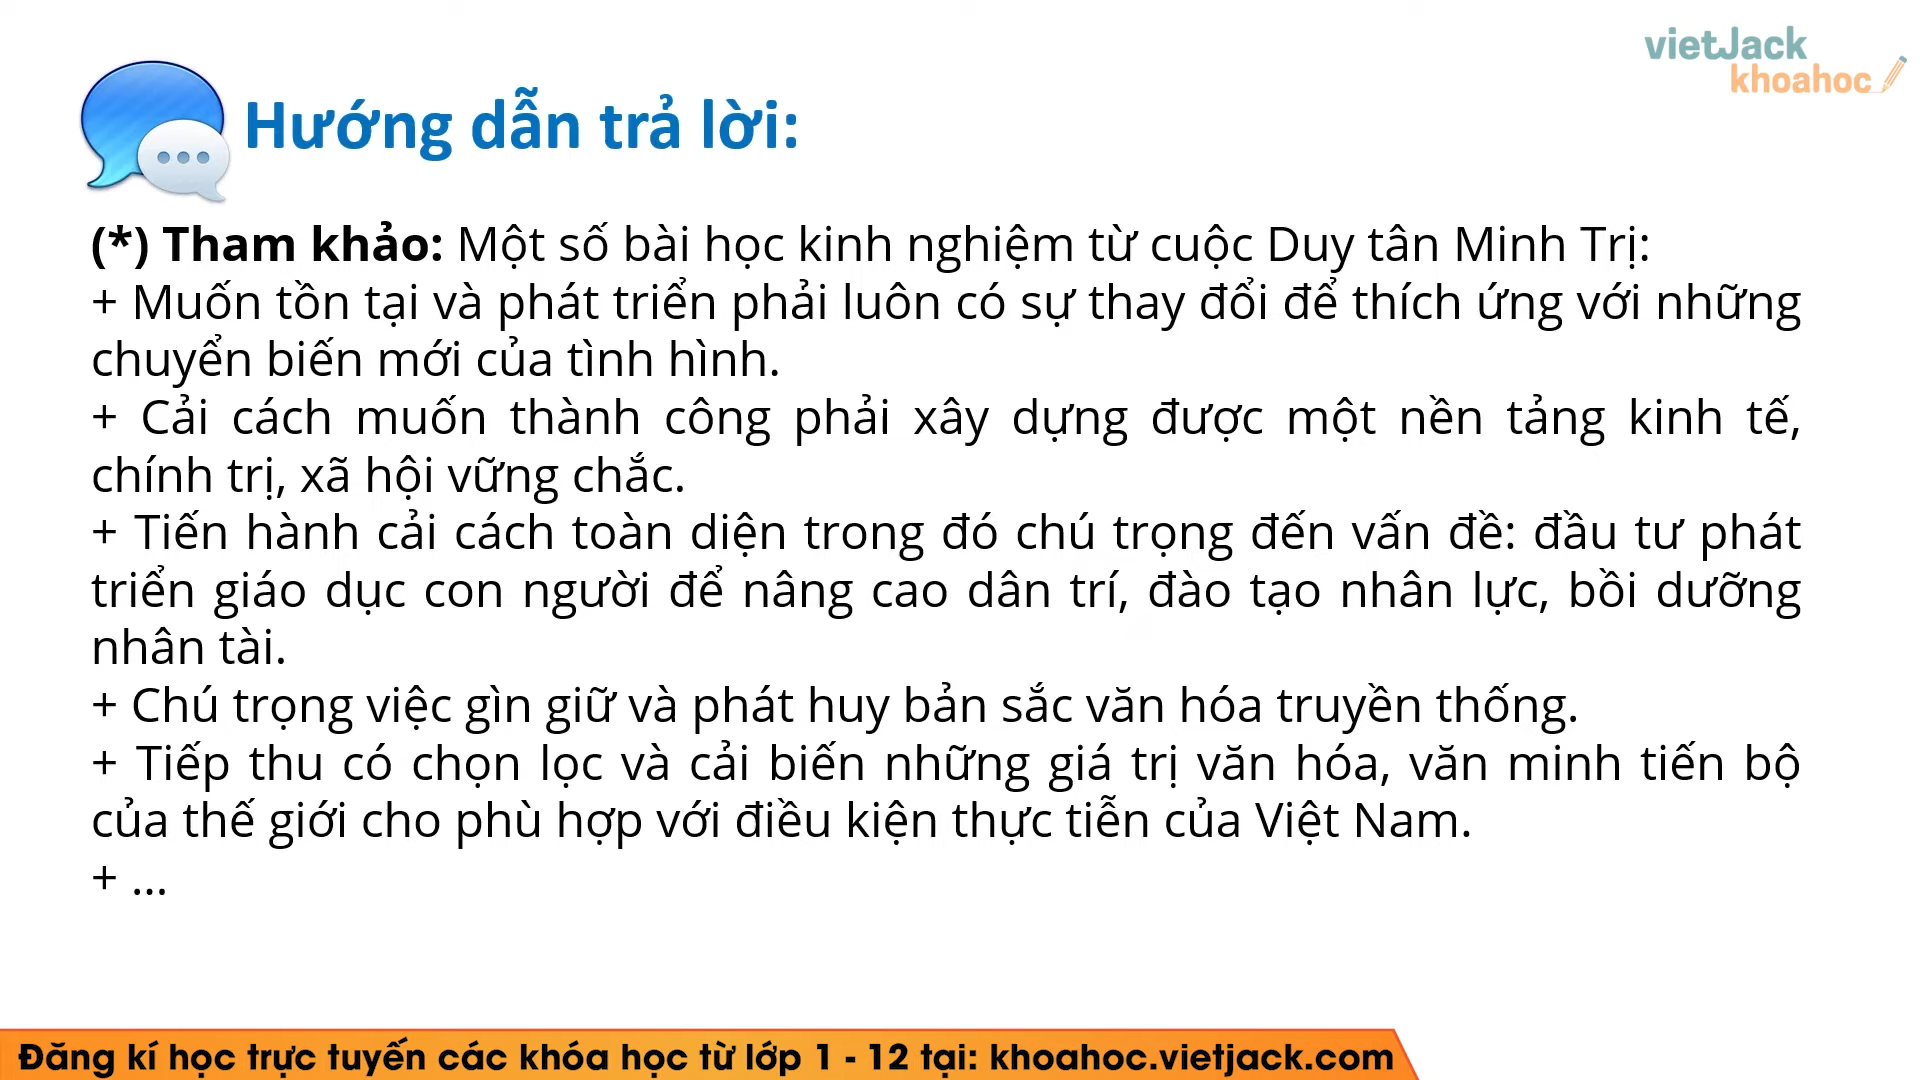 vietJack
khoahoc
Hướng dẫn trả lời:
(*) Tham khảo: Một số bài học kinh nghiệm từ cuộc Duy tân Minh Trị:
+ Muốn tồn tại và phát triển phải luôn có sự thay đổi để thích ứng với những
chuyển biến mới của tình hình.
+ Cải cách muốn thành công phải xây dựng được một nền tảng kinh tế,
chính trị, xã hội vững chắc.
+ Tiến hành cải cách toàn diện trong đó chú trọng đến vấn đề: đầu tư phát
triển giáo dục con người để nâng cao dân trí, đào tạo nhân lực, bồi dưỡng
nhân tài.
+ Chú trọng việc gìn giữ và phát huy bản sắc văn hóa truyền thống.
+ Tiếp thu có chọn lọc và cải biến những giá trị văn hóa, văn minh tiến bộ
của thế giới cho phù hợp với điều kiện thực tiễn của Việt Nam.
+ ...
Đăng kí học trực tuyến các khóa học từ lớp 1 - 12 tại: khoahoc.vietjack.com